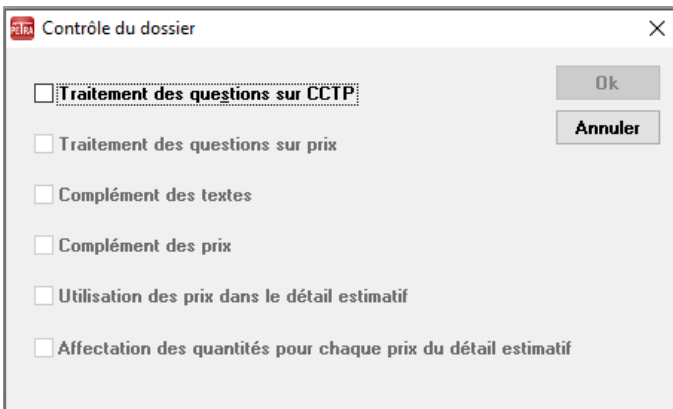 PETRA Contrôle du dossier
Traitement des questions sur CCTP
Ok
Annuler
Traitement des questions sur prix
Complément des textes
Complément des prix
Utilisation des prix dans le détail estimatif
Affectation des quantités pour chaque prix du détail estimatif